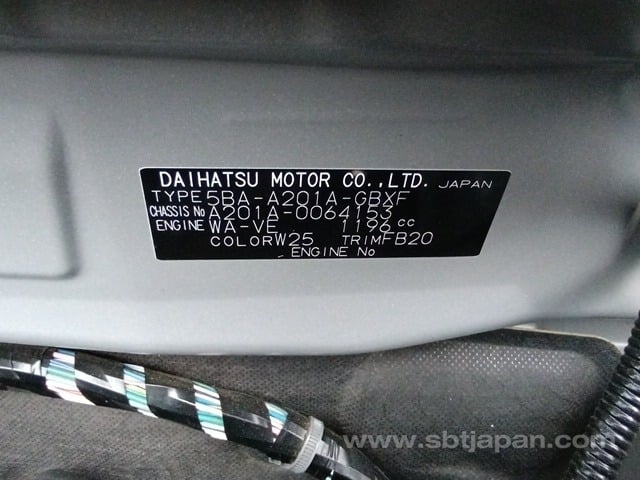 DAIHATSU MOTOR CO.,LTD. JAPAN
TYPE 5BA-A201A-GBXF
CHASSIS No A201A-0064153
ENGINE WA-VE 1196 cc
COLOR W25 TRIM FB20
ENGINE No
www.sbtjapan.com